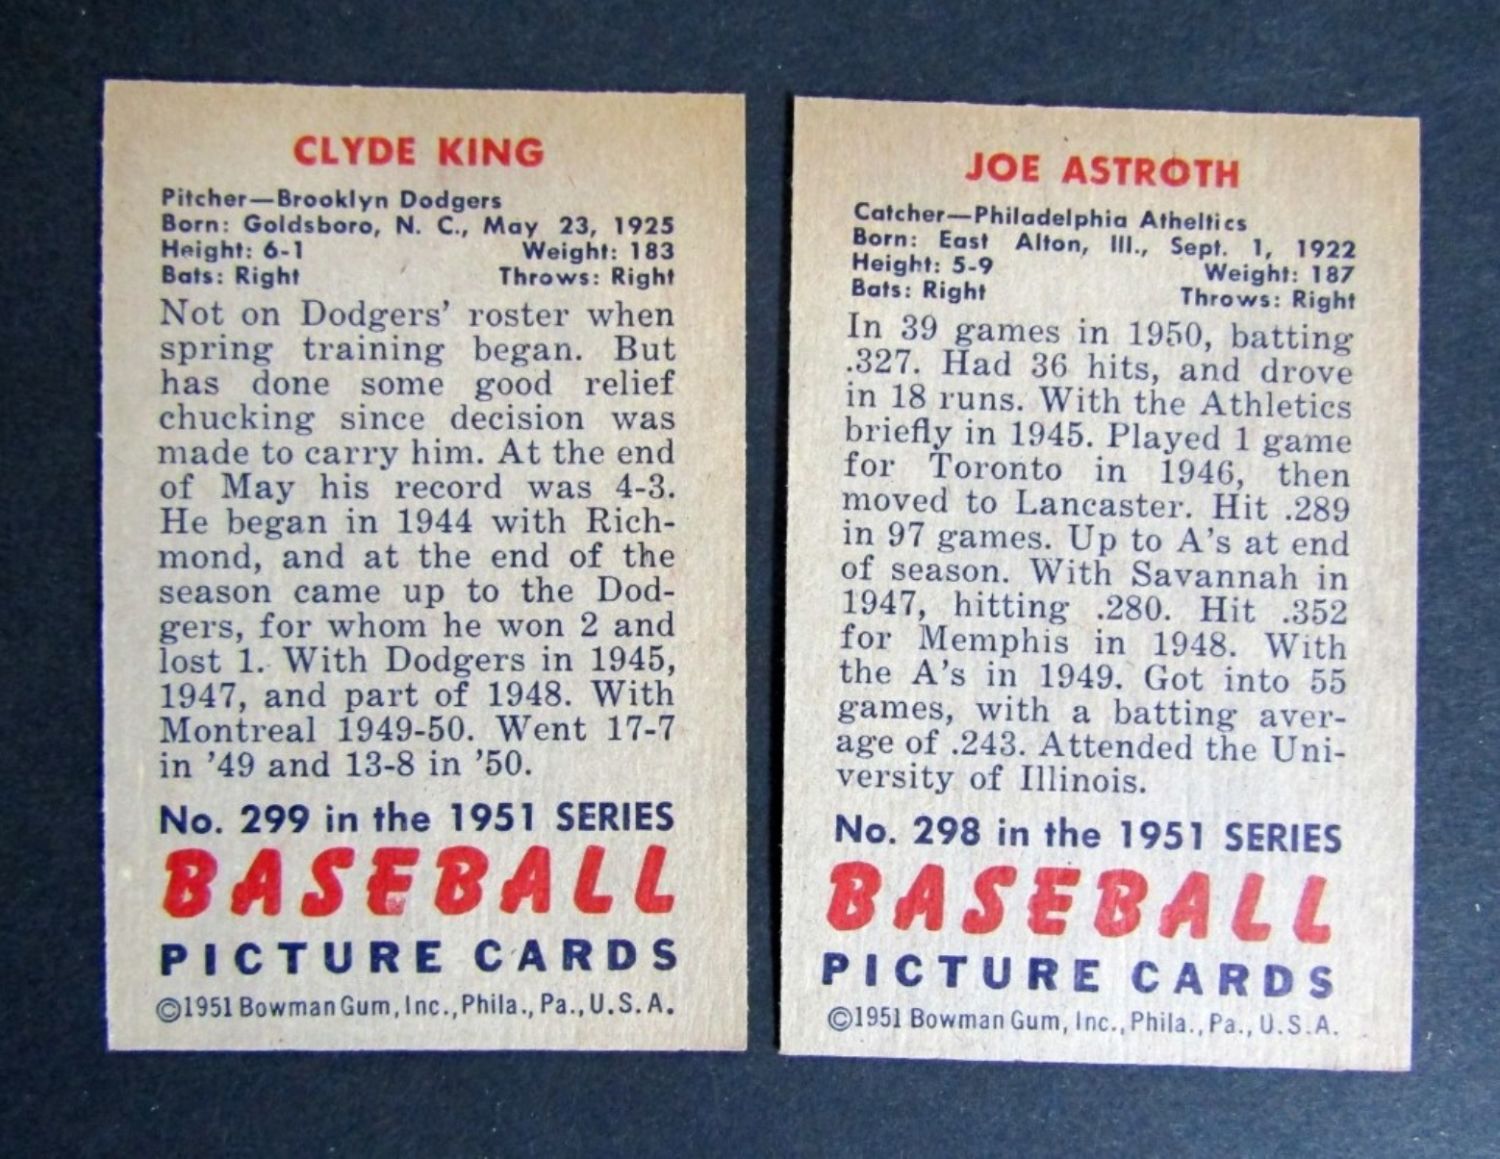 CLYDE KING
Pitcher—Brooklyn Dodgers
Born: Goldsboro, N. C., May 23, 1925
Height: 6-1 Weight: 183
Bats: Right Throws: Right
Not on Dodgers' roster when
spring training began. But
has done some good relief
chucking since decision was
made to carry him. At the end
of May his record was 4-3.
He began in 1944 with Rich-
mond, and at the end of the
season came up to the Dod-
gers, for whom he won 2 and
lost 1. With Dodgers in 1945,
1947, and part of 1948. With
Montreal 1949-50. Went 17-7
in '49 and 13-8 in '50.
No. 299 in the 1951 SERIES
BASEBALL
PICTURE CARDS
©1951 Bowman Gum, Inc., Phila., Pa., U.S.A.
JOE ASTROTH
Catcher—Philadelphia Atheltics
Born: East Alton, Ill., Sept. 1, 1922
Height: 5-9 Weight: 187
Bats: Right Throws: Right
In 39 games in 1950, batting
.327. Had 36 hits, and drove
in 18 runs. With the Athletics
briefly in 1945. Played 1 game
for Toronto in 1946, then
moved to Lancaster. Hit .289
in 97 games. Up to A's at end
of season. With Savannah in
1947, hitting .280. Hit .352
for Memphis in 1948. With
the A's in 1949. Got into 55
games, with a batting aver-
age of .243. Attended the Uni-
versity of Illinois.
No. 298 in the 1951 SERIES
BASEBALL
PICTURE CARDS
©1951 Bowman Gum, Inc., Phila., Pa., U.S.A.